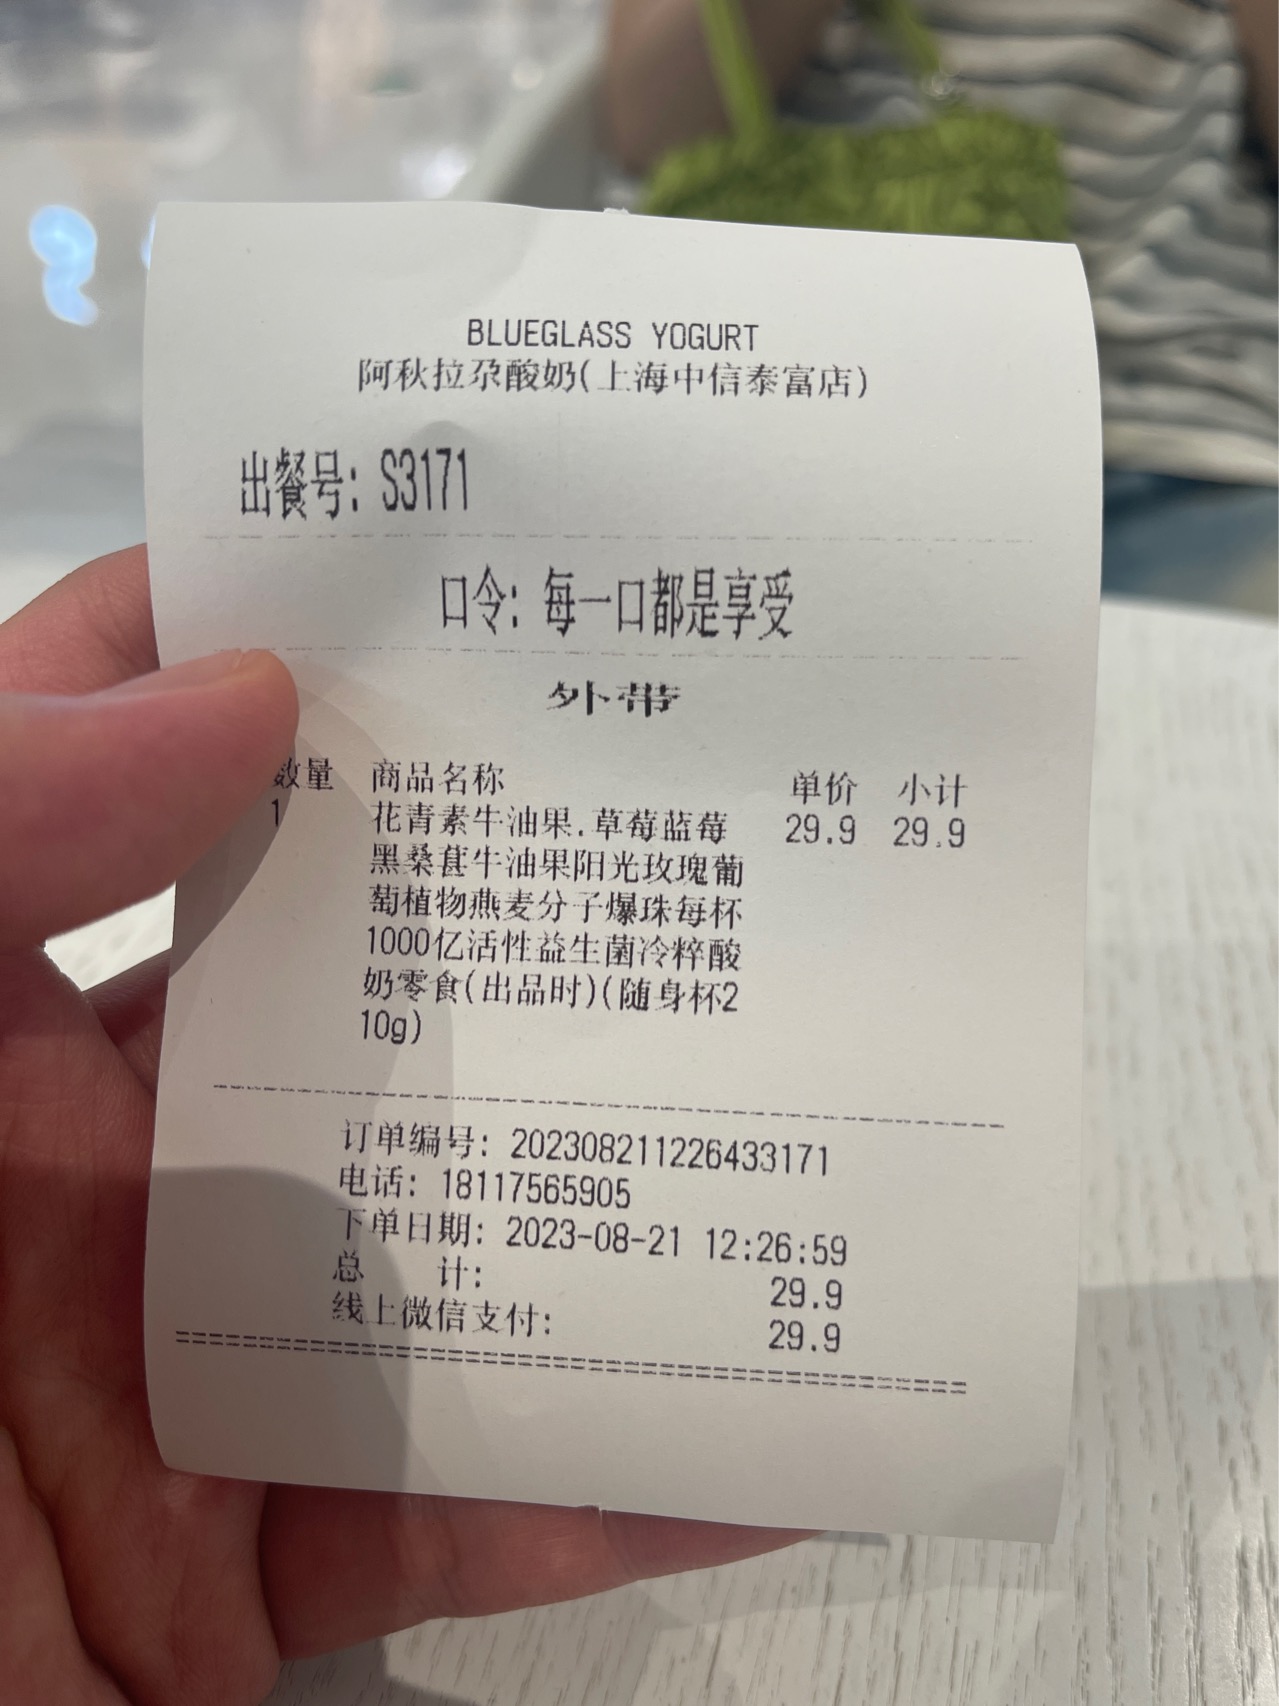 BLUEGLASS YOGURT
阿秋拉尕酸奶(上海中信泰富店)
出餐号: S3171
口令: 每一口都是享受
外带
数量 商品名称 单价 小计
1 花青素牛油果.草莓蓝莓 29.9 29.9
黑桑葚牛油果阳光玫瑰葡
萄植物燕麦分子爆珠每杯
1000亿活性益生菌冷粹酸
奶零食(出品时)(随身杯2
10g)
订单编号: 202308211226433171
电话: 18117565905
下单日期: 2023-08-21 12:26:59
总 计: 29.9
线上微信支付: 29.9